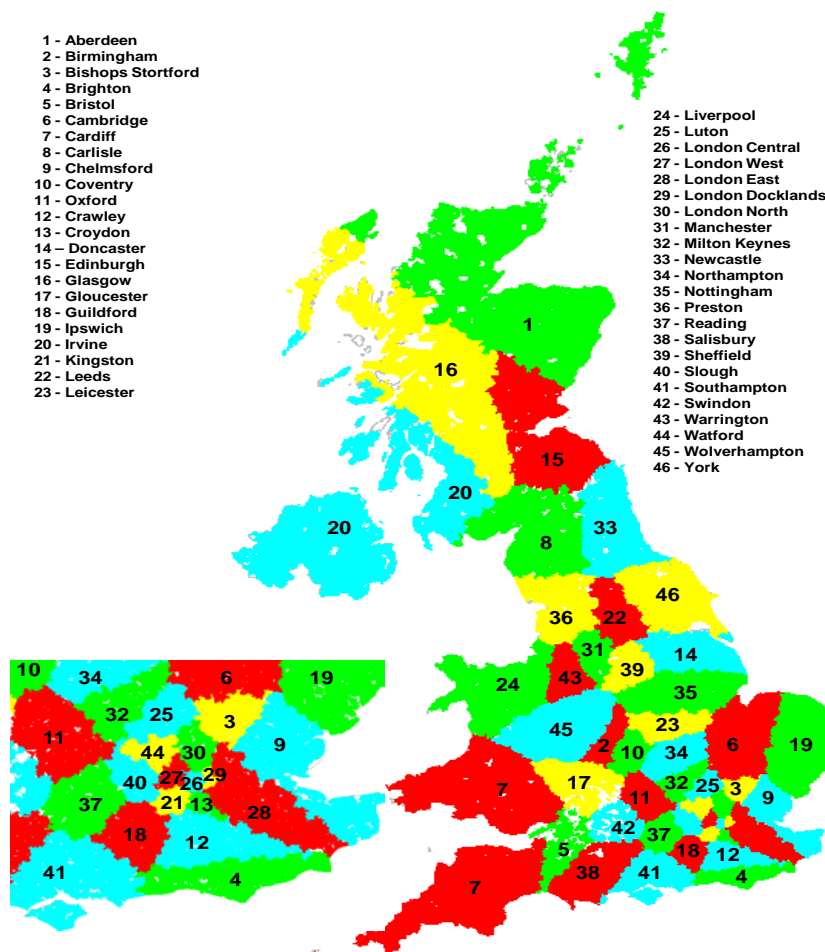 1 - Aberdeen
2 - Birmingham
3 - Bishops Stortford
4 - Brighton
5 - Bristol
6 - Cambridge
7 - Cardiff
8 - Carlisle
9 - Chelmsford
10 - Coventry
11 - Oxford
12 - Crawley
13 - Croydon
14 – Doncaster
15 - Edinburgh
16 - Glasgow
17 - Gloucester
18 - Guildford
19 - Ipswich
20 - Irvine
21 - Kingston
22 - Leeds
23 - Leicester
24 - Liverpool
25 - Luton
26 - London Central
27 - London West
28 - London East
29 - London Docklands
30 - London North
31 - Manchester
32 - Milton Keynes
33 - Newcastle
34 - Northampton
35 - Nottingham
36 - Preston
37 - Reading
38 - Salisbury
39 - Sheffield
40 - Slough
41 - Southampton
42 - Swindon
43 - Warrington
44 - Watford
45 - Wolverhampton
46 - York
1
16
15
20
20
33
8
46
36
22
31
14
39
43
24
35
45
23
2
10
34
6
19
17
7
11
32
25
3
9
42
37
5
12
18
38
41
4
7
10
34
6
19
32
25
3
11
9
44
30
40
27
29
26
37
21
13
28
18
12
41
4